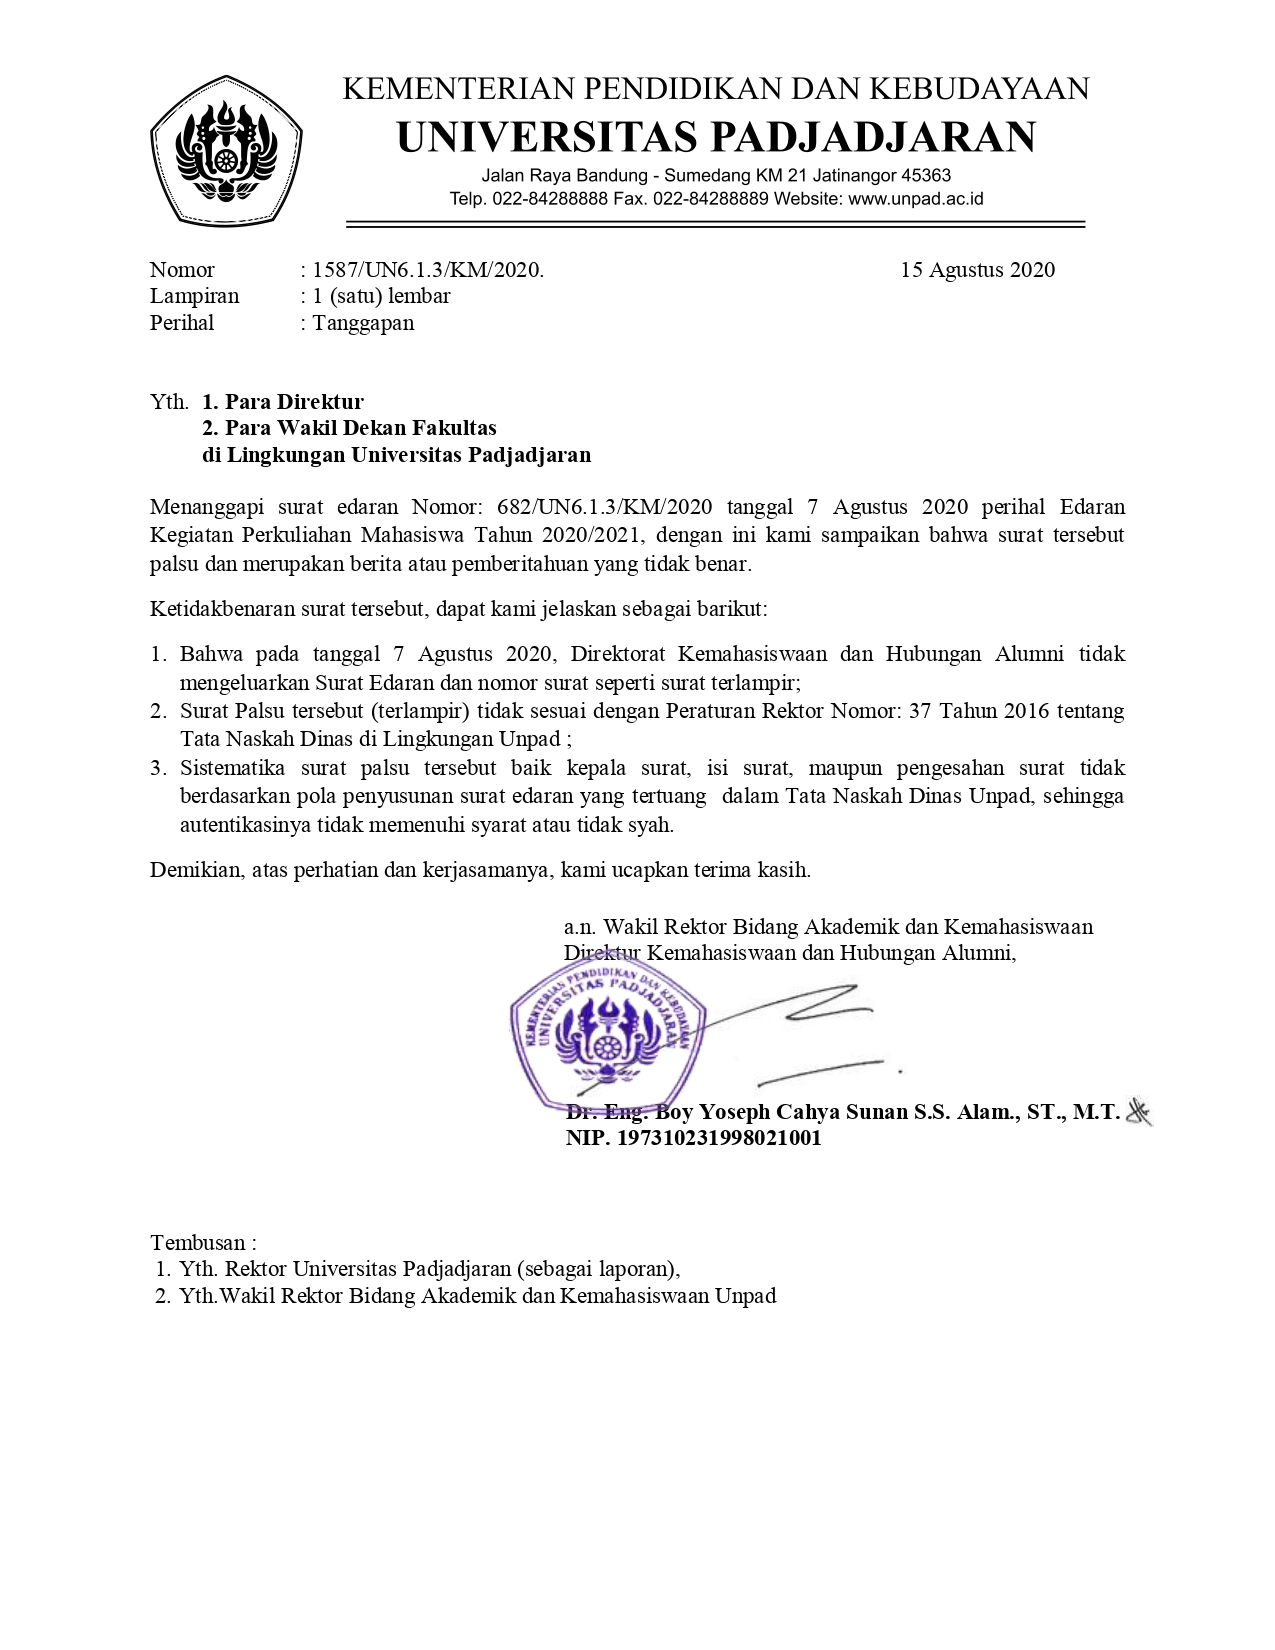 KEMENTERIAN PENDIDIKAN DAN KEBUDAYAAN
UNIVERSITAS PADJADJARAN
Jalan Raya Bandung - Sumedang KM 21 Jatinangor 45363
Telp. 022-84288888 Fax. 022-84288889 Website: www.unpad.ac.id
Nomor : 1587/UN6.1.3/KM/2020. 15 Agustus 2020
Lampiran : 1 (satu) lembar
Perihal : Tanggapan
Yth. 1. Para Direktur
2. Para Wakil Dekan Fakultas
di Lingkungan Universitas Padjadjaran
Menanggapi surat edaran Nomor: 682/UN6.1.3/KM/2020 tanggal 7 Agustus 2020 perihal Edaran
Kegiatan Perkuliahan Mahasiswa Tahun 2020/2021, dengan ini kami sampaikan bahwa surat tersebut
palsu dan merupakan berita atau pemberitahuan yang tidak benar.
Ketidakbenaran surat tersebut, dapat kami jelaskan sebagai barikut:
1. Bahwa pada tanggal 7 Agustus 2020, Direktorat Kemahasiswaan dan Hubungan Alumni tidak
mengeluarkan Surat Edaran dan nomor surat seperti surat terlampir;
2. Surat Palsu tersebut (terlampir) tidak sesuai dengan Peraturan Rektor Nomor: 37 Tahun 2016 tentang
Tata Naskah Dinas di Lingkungan Unpad ;
3. Sistematika surat palsu tersebut baik kepala surat, isi surat, maupun pengesahan surat tidak
berdasarkan pola penyusunan surat edaran yang tertuang dalam Tata Naskah Dinas Unpad, sehingga
autentikasinya tidak memenuhi syarat atau tidak syah.
Demikian, atas perhatian dan kerjasamanya, kami ucapkan terima kasih.
a.n. Wakil Rektor Bidang Akademik dan Kemahasiswaan
Direktur Kemahasiswaan dan Hubungan Alumni,
KEMENTERIAN PENDIDIKAN DAN KEBUDAYAAN
UNIVERSITAS PADJADJARAN
Dr. Eng. Boy Yoseph Cahya Sunan S.S. Alam., ST., M.T.
NIP. 197310231998021001
Tembusan :
1. Yth. Rektor Universitas Padjadjaran (sebagai laporan),
2. Yth.Wakil Rektor Bidang Akademik dan Kemahasiswaan Unpad